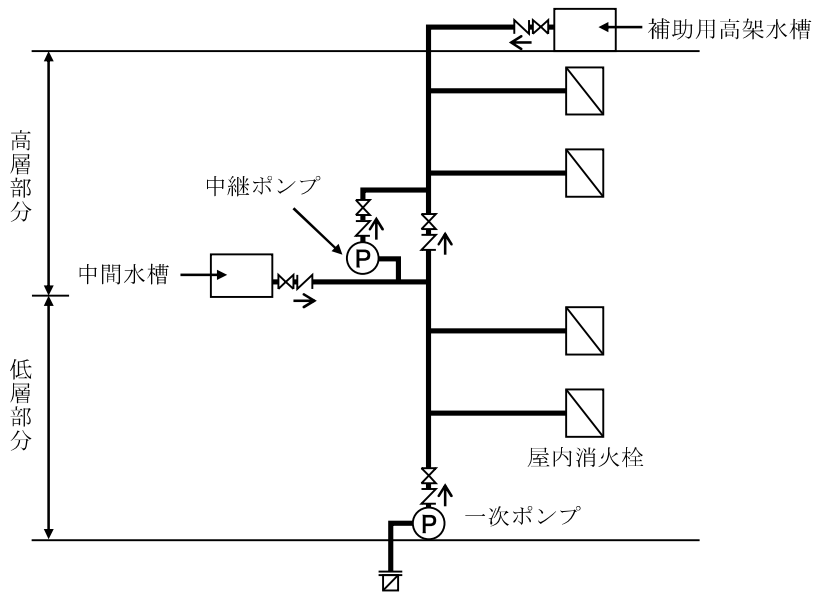 補助用高架水槽
高層部分
中継ポンプ
P
中間水槽
低層部分
屋内消火栓
一次ポンプ
P